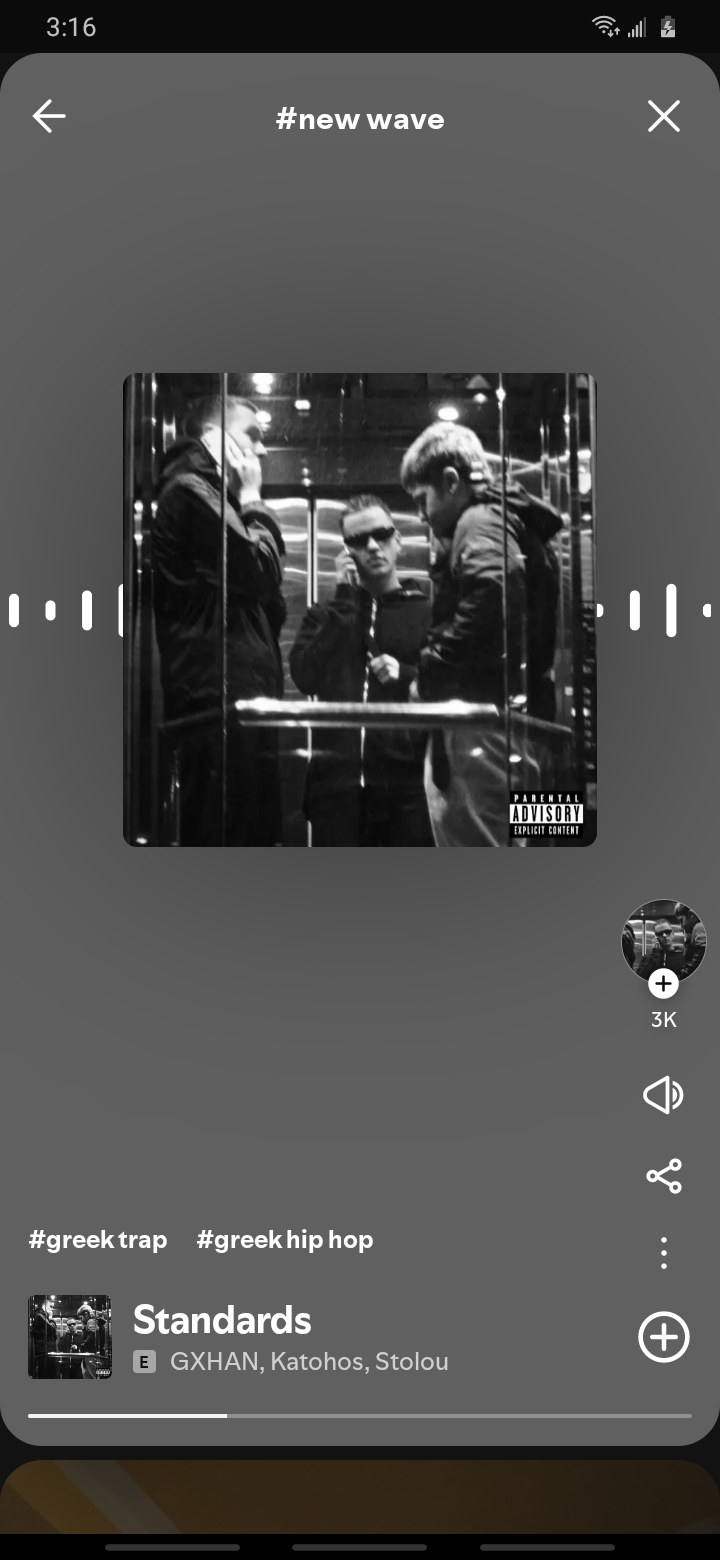 3:16
#new wave
PARENTAL
ADVISORY
EXPLICIT CONTENT
3K
#greek trap #greek hip hop
Standards
E GXHAN, Katohos, Stolou